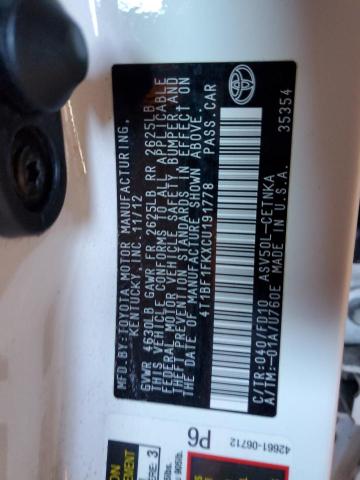 MFD. BY: TOYOTA MOTOR MANUFACTURING,
KENTUCKY, INC. 11/12
GVWR 4630LB GAWR FR 2625LB RR 2625LB
THIS VEHICLE CONFORMS TO ALL APPLICABLE
FEDERAL MOTOR VEHICLE SAFETY, BUMPER, AND
THEFT PREVENTION STANDARDS IN EFFECT ON
THE DATE OF MANUFACTURE SHOWN ABOVE.
4T1BF1FKXCU191778 PASS.CAR
C/TR: 040/FD10 ASV50L-CETNKA
A/TM: -01A/U760E MADE IN U.S.A.
35354
P6
42661-06712